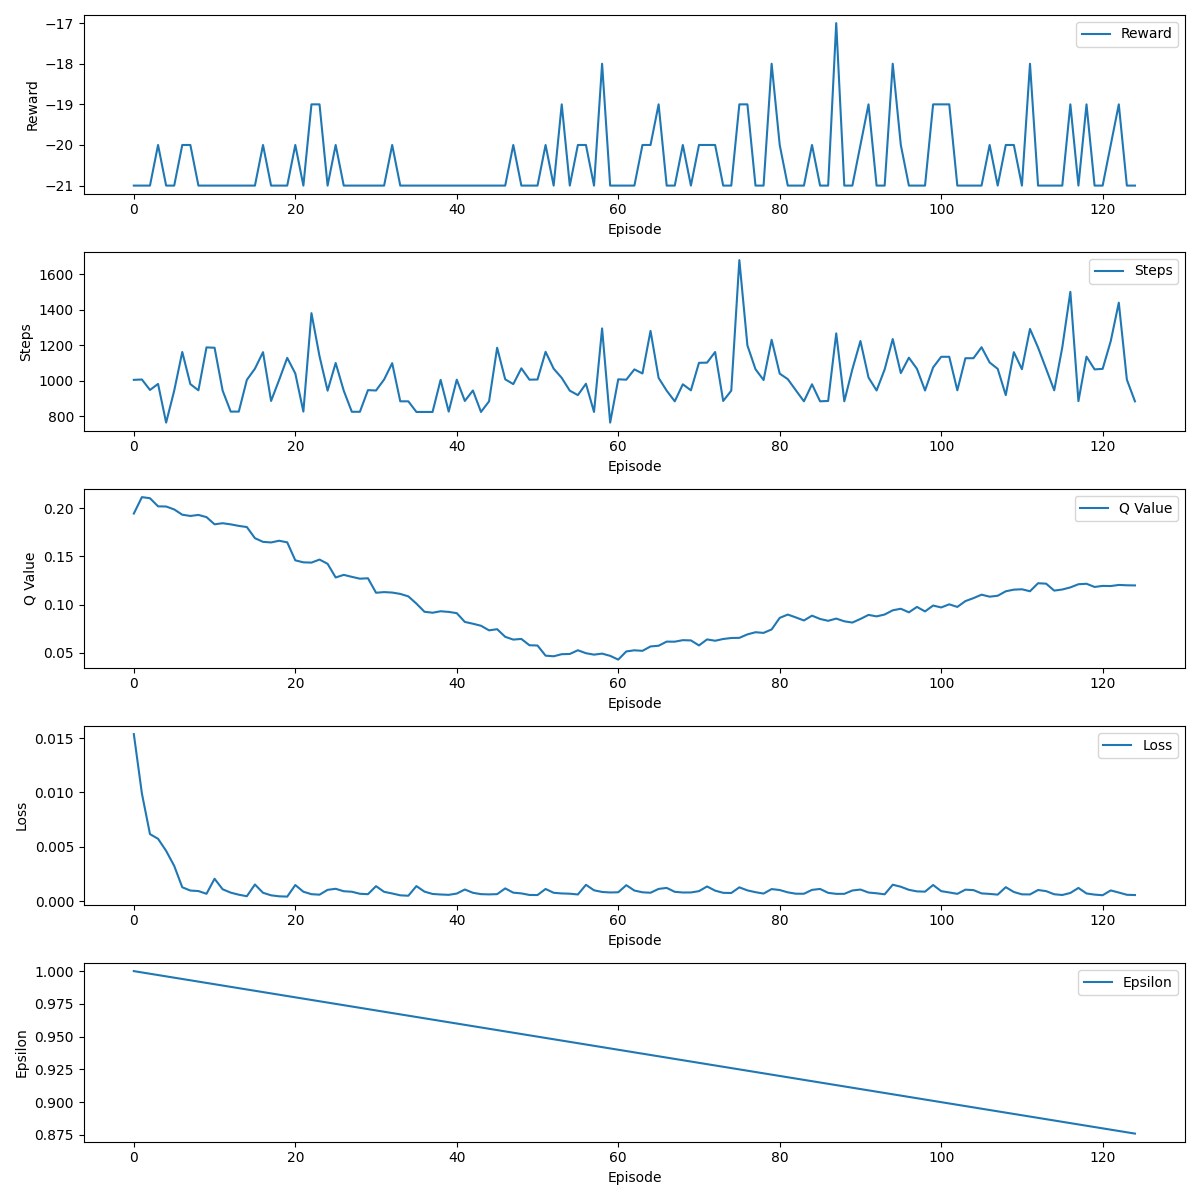 Reward
−17
−18
−19
−20
−21
Reward
0 20 40 60 80 100 120
Episode
Steps
1600
1400
1200
1000
800
Steps
0 20 40 60 80 100 120
Episode
Q Value
0.20
0.15
0.10
0.05
Q Value
0 20 40 60 80 100 120
Episode
Loss
0.015
0.010
0.005
0.000
Loss
0 20 40 60 80 100 120
Episode
Epsilon
1.000
0.975
0.950
0.925
0.900
0.875
Epsilon
0 20 40 60 80 100 120
Episode